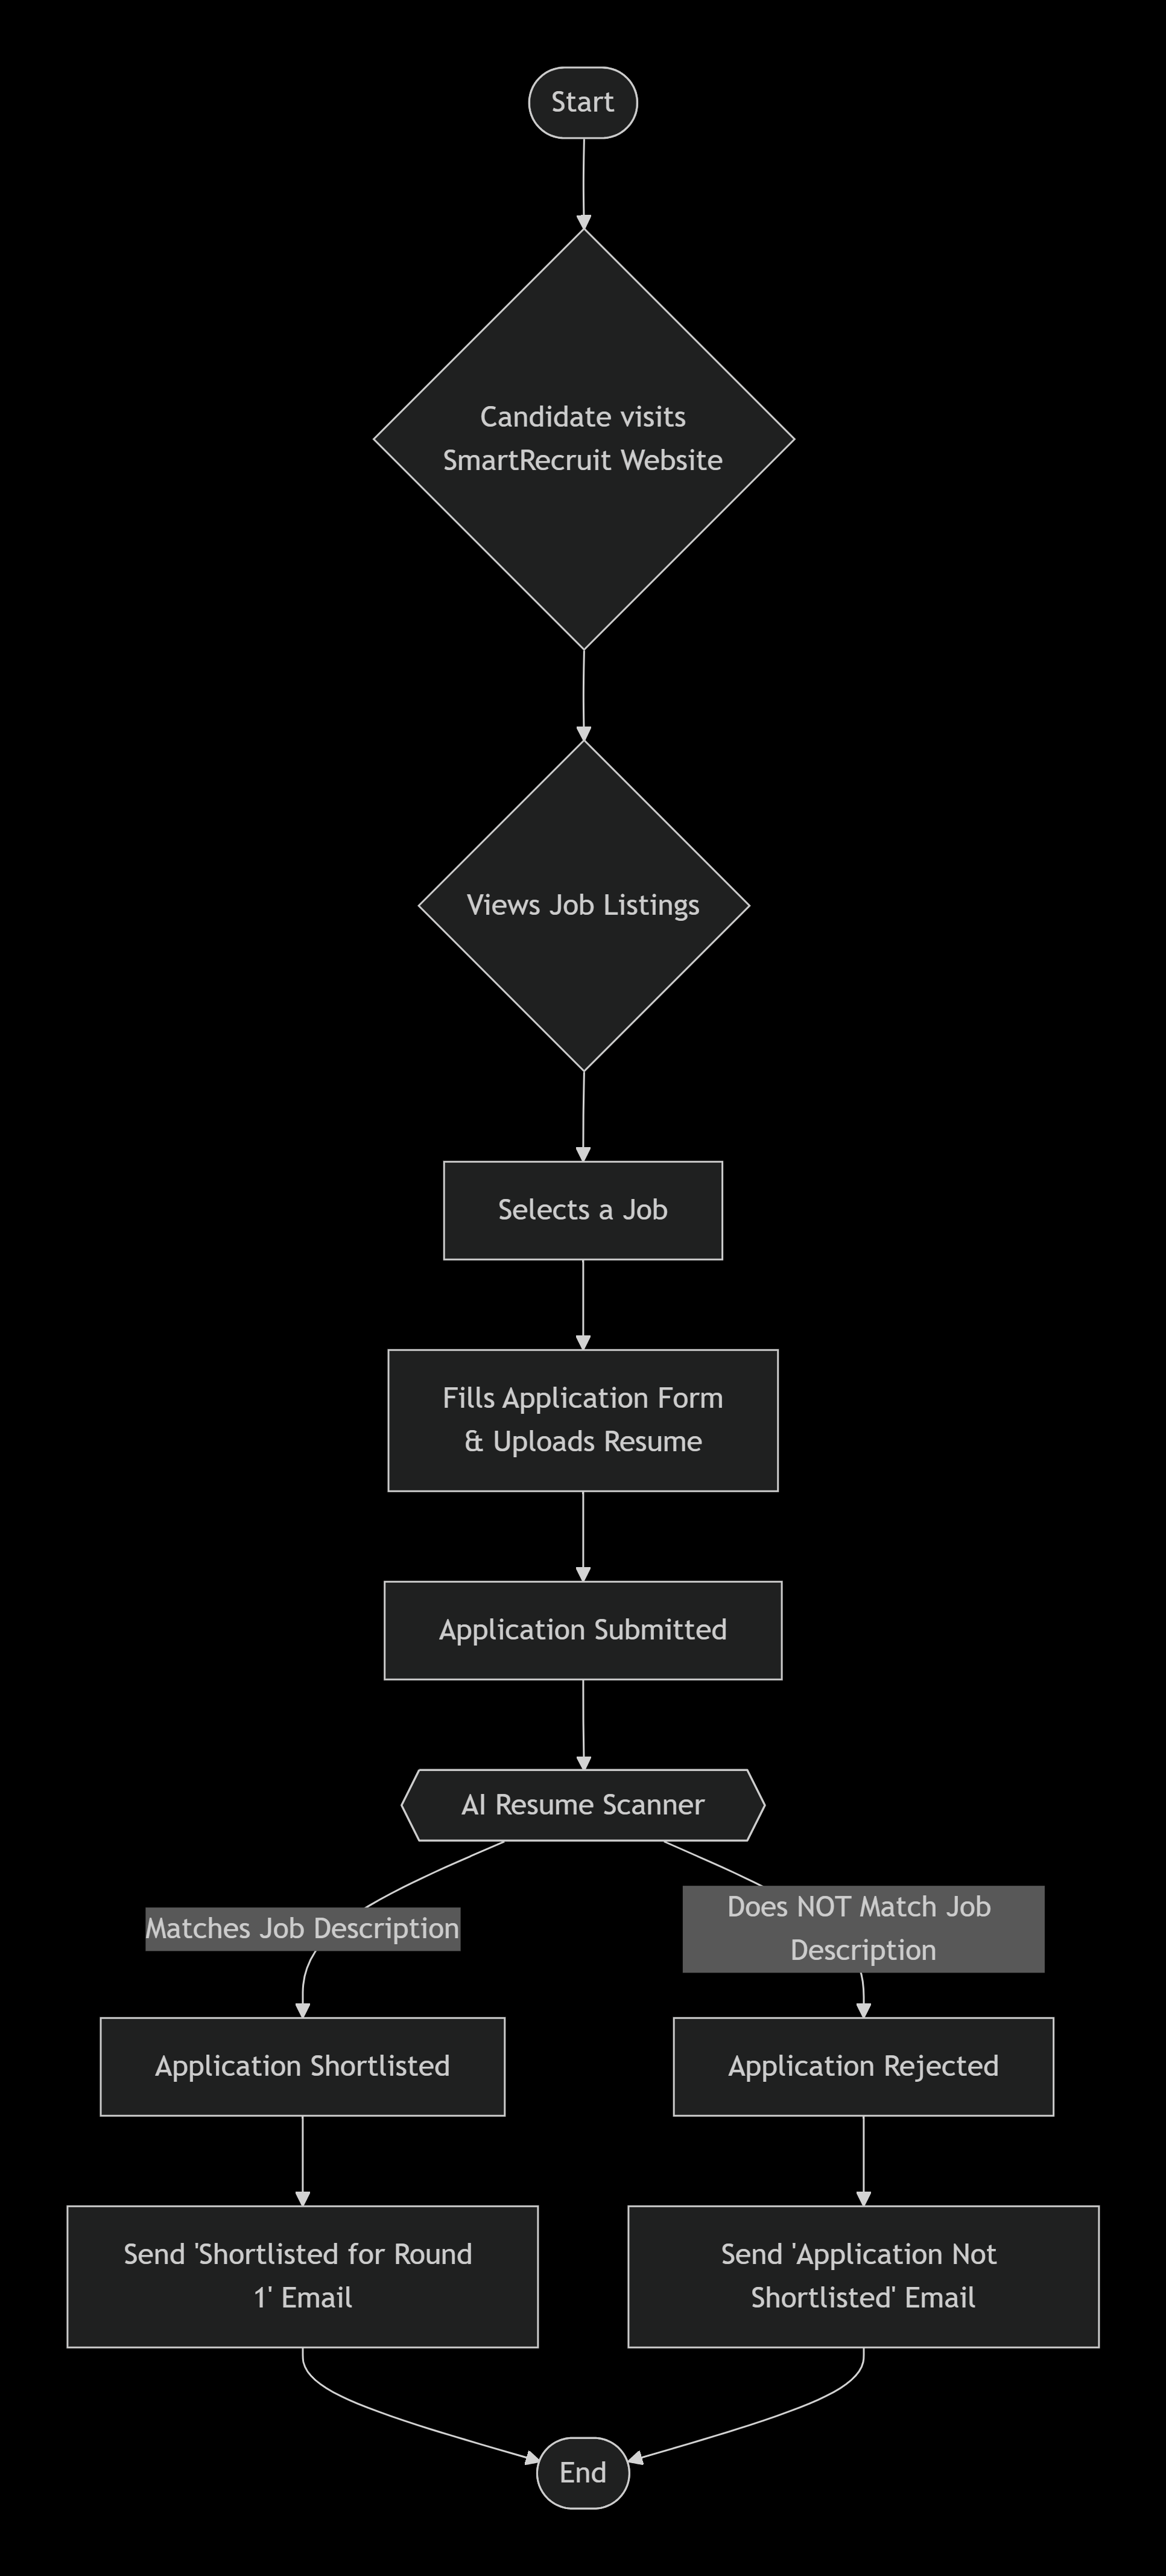 Start
Candidate visits
SmartRecruit Website
Views Job Listings
Selects a Job
Fills Application Form
& Uploads Resume
Application Submitted
AI Resume Scanner
Matches Job Description
Does NOT Match Job
Description
Application Shortlisted
Application Rejected
Send 'Shortlisted for Round
1' Email
Send 'Application Not
Shortlisted' Email
End